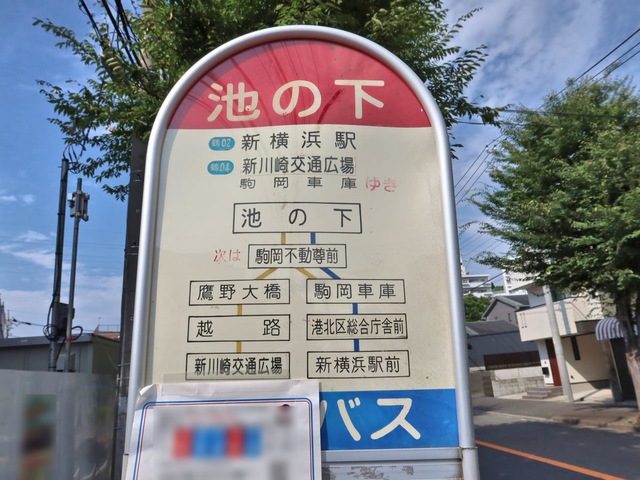 池の下
鶴02 新横浜駅
鶴04 新川崎交通広場
駒岡車庫 ゆき
池の下
次は 駒岡不動尊前
鷹野大橋 駒岡車庫
越路 港北区総合庁舎前
新川崎交通広場 新横浜駅前
バス